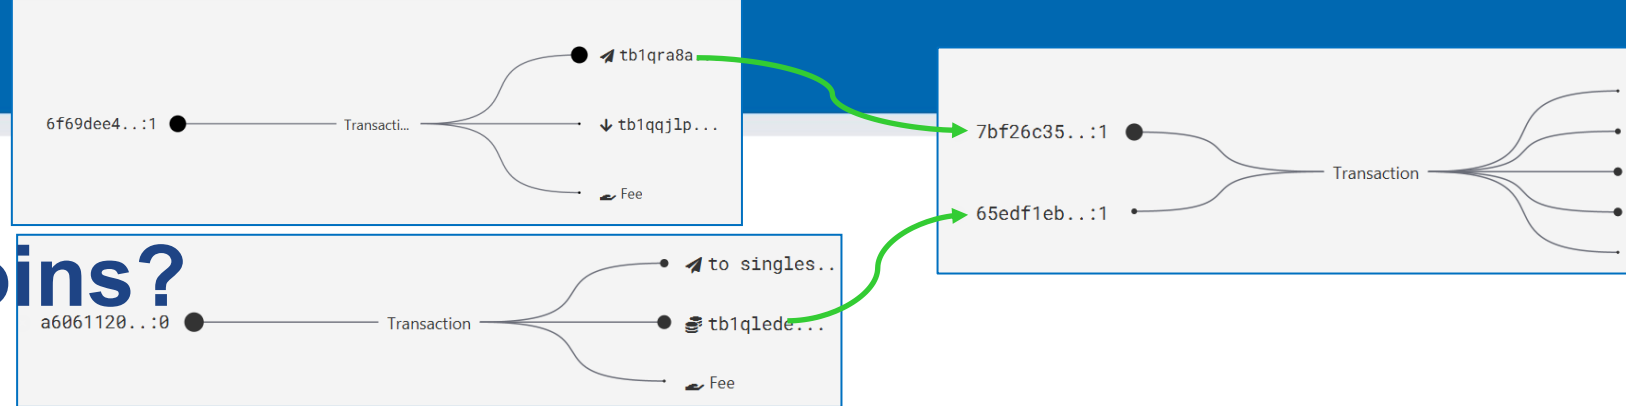 tb1qra8a
6f69dee4..:1
Transacti...
tb1qqjlp...
Fee
7bf26c35..:1
Transaction
65edf1eb..:1
oins?
to singles..
a6061120..:0
Transaction
tb1qlede...
Fee